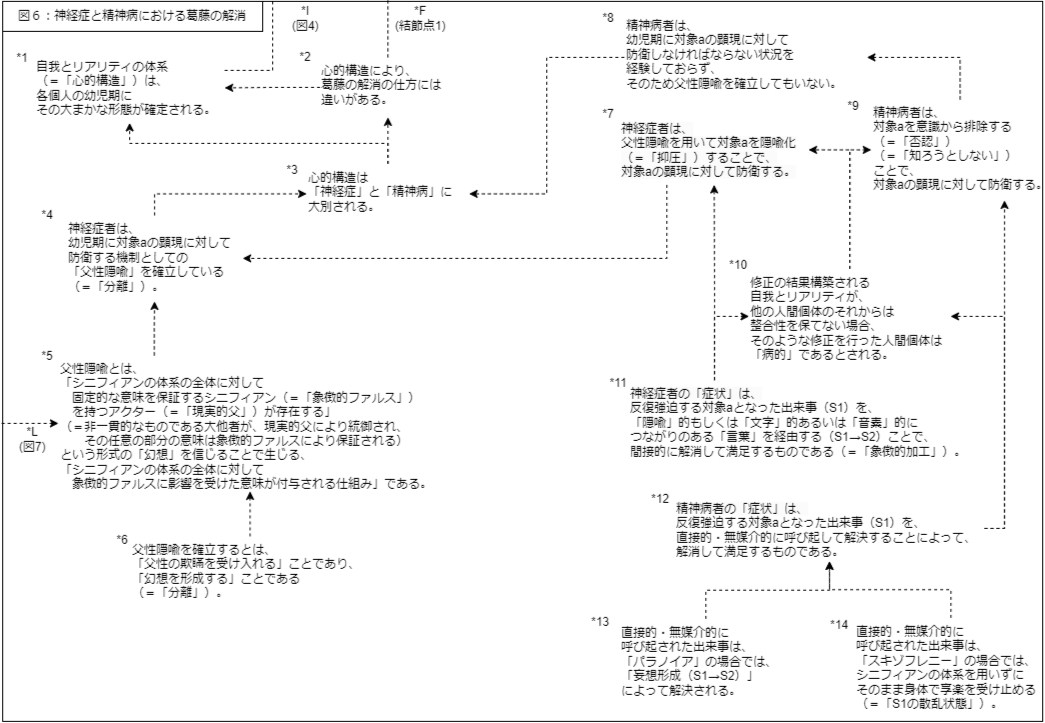 図6:神経症と精神病における葛藤の解消
*I
(図4)
*F
(結節点1)
*1
自我とリアリティの体系
(=「心的構造」)は、
各個人の幼児期に
その大まかな形態が確定される。
*2
心的構造により、
葛藤の解消の仕方には
違いがある。
*3
心的構造は
「神経症」と「精神病」に
大別される。
*4
神経症者は、
幼児期に対象aの顕現に対して
防衛する機制としての
「父性隠喩」を確立している
(=「分離」)。
*5
父性隠喩とは、
「シニフィアンの体系の全体に対して
固定的な意味を保証するシニフィアン(=「象徴的ファルス」)
を持つアクター(=「現実的父」)が存在する」
(=非一貫的なものである大他者が、現実的父により統御され、
その任意の部分の意味は象徴的ファルスにより保証される)
という形式の「幻想」を信じることで生じる、
「シニフィアンの体系の全体に対して
象徴的ファルスに影響を受けた意味が付与される仕組み」である。
*L
(図7)
*6
父性隠喩を確立するとは、
「父性の欺瞞を受け入れる」ことであり、
「幻想を形成する」ことである
(=「分離」)。
*7
神経症者は、
父性隠喩を用いて対象aを隠喩化
(=「抑圧」)することで、
対象aの顕現に対して防衛する。
*8
精神病者は、
幼児期に対象aの顕現に対して
防衛しなければならない状況を
経験しておらず、
そのため父性隠喩を確立してもいない。
*9
精神病者は、
対象aを意識から排除する
(=「否認」)
(=「知ろうとしない」)
ことで、
対象aの顕現に対して防衛する。
*10
修正の結果構築される
自我とリアリティが、
他の人間個体のそれからは
整合性を保てない場合、
そのような修正を行った人間個体は
「病的」であるとされる。
*11
神経症者の「症状」は、
反復強迫する対象aとなった出来事(S1)を、
「隠喩」的もしくは「文字」的あるいは「音素」的に
つながりのある「言葉」を経由する(S1→S2)ことで、
間接的に解消して満足するものである(=「象徴的加工」)。
*12
精神病者の「症状」は、
反復強迫する対象aとなった出来事(S1)を、
直接的・無媒介的に呼び起して解決することによって、
解消して満足するものである。
*13
直接的・無媒介的に
呼び起された出来事は、
「パラノイア」の場合では、
「妄想形成(S1→S2)」
によって解決される。
*14
直接的・無媒介的に
呼び起された出来事は、
「スキゾフレニー」の場合では、
シニフィアンの体系を用いずに
そのまま身体で享楽を受け止める
(=「S1の散乱状態」)。